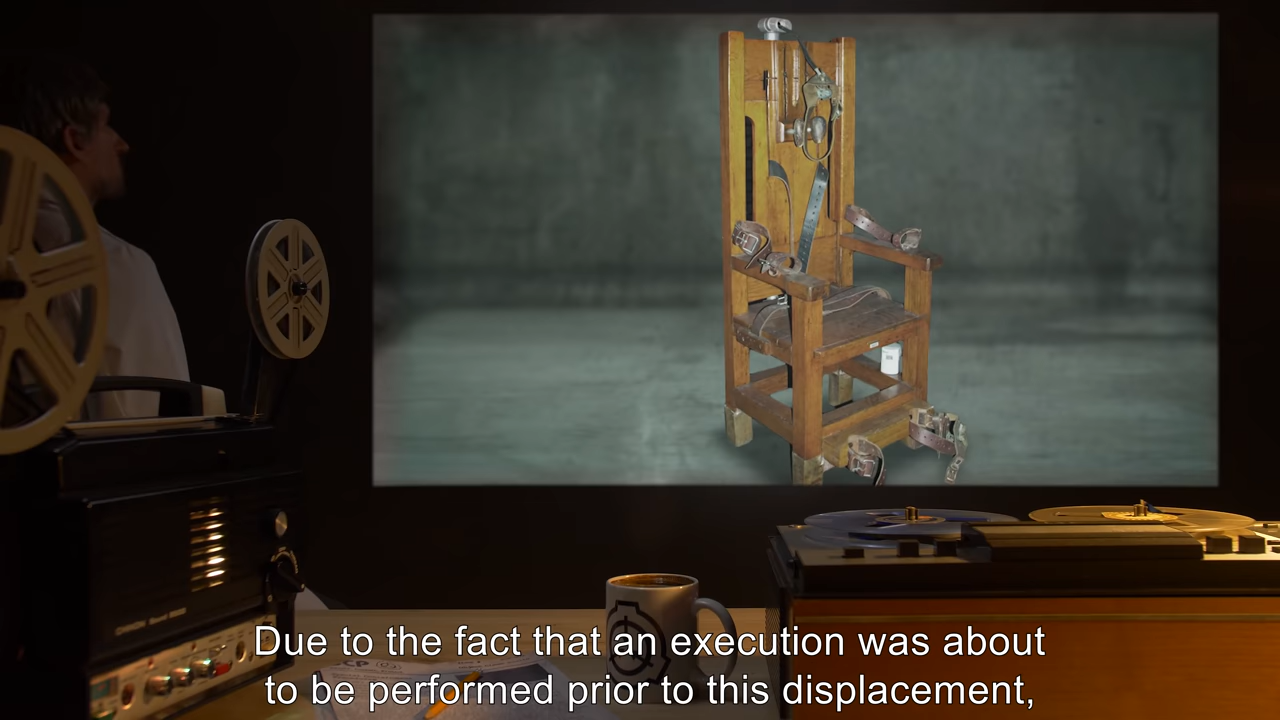 Due to the fact that an execution was about
to be performed prior to this displacement,